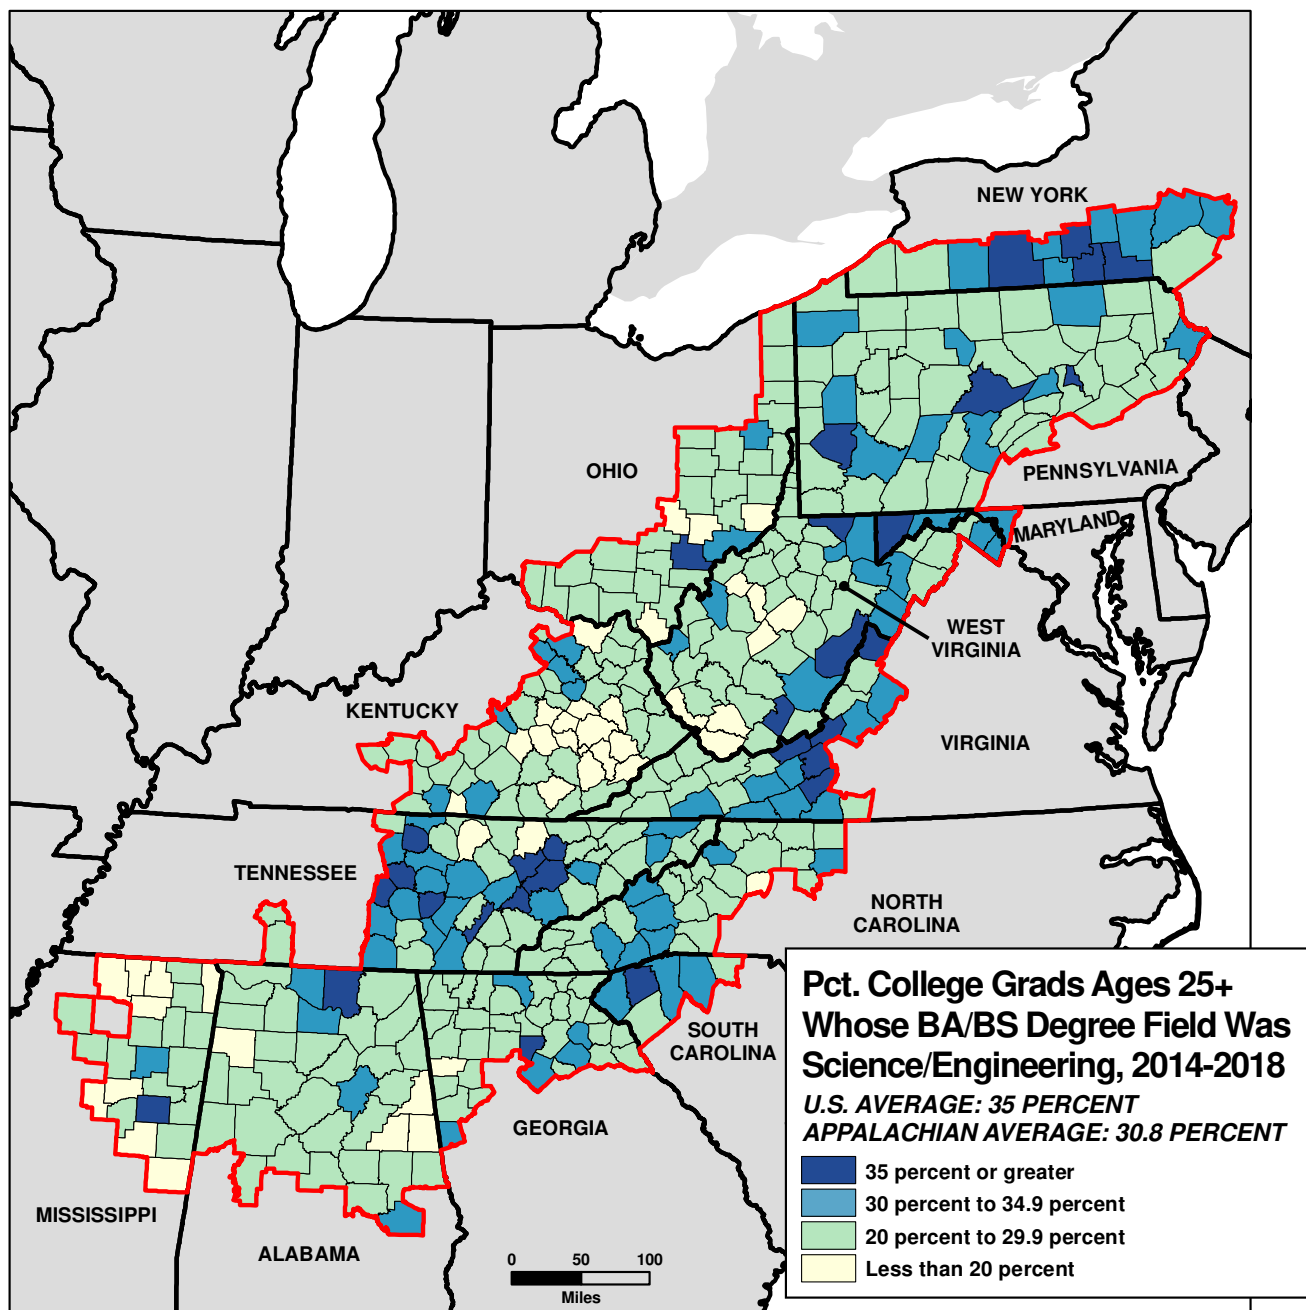 NEW YORK
OHIO
PENNSYLVANIA
MARYLAND
WEST
VIRGINIA
KENTUCKY
VIRGINIA
TENNESSEE
NORTH
CAROLINA
SOUTH
CAROLINA
GEORGIA
MISSISSIPPI
ALABAMA
0 50 100
Miles
Pct. College Grads Ages 25+
Whose BA/BS Degree Field Was
Science/Engineering, 2014-2018
U.S. AVERAGE: 35 PERCENT
APPALACHIAN AVERAGE: 30.8 PERCENT
35 percent or greater
30 percent to 34.9 percent
20 percent to 29.9 percent
Less than 20 percent